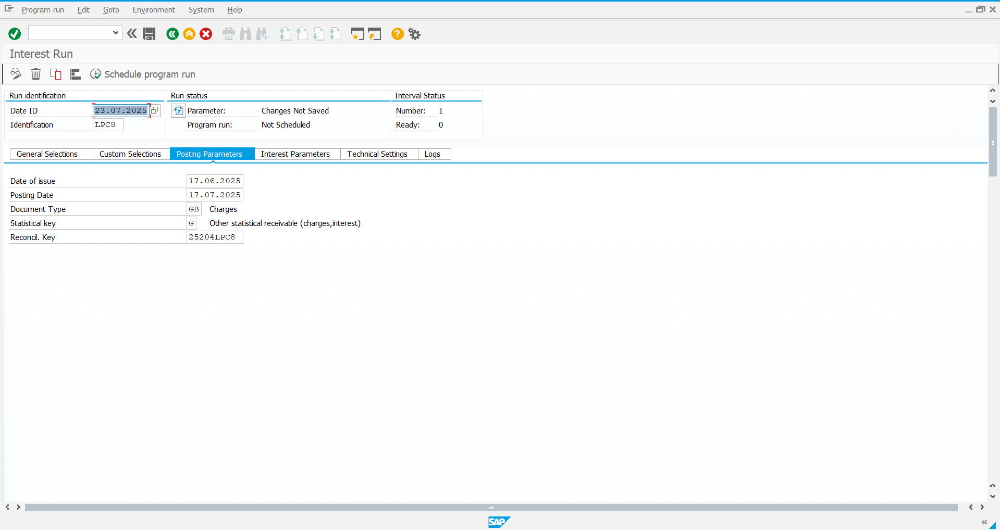 Program run Edit Goto Environment System Help
Interest Run
Schedule program run
Run identification Run status Interval Status
Date ID 23.07.2025 Parameter: Changes Not Saved Number: 1
Identification LPC8 Program run: Not Scheduled Ready: 0
General Selections Custom Selections Posting Parameters Interest Parameters Technical Settings Logs
Date of issue 17.06.2025
Posting Date 17.07.2025
Document Type GB Charges
Statistical key G Other statistical receivable (charges,interest)
Reconcil. Key 25204LPC8
SAP